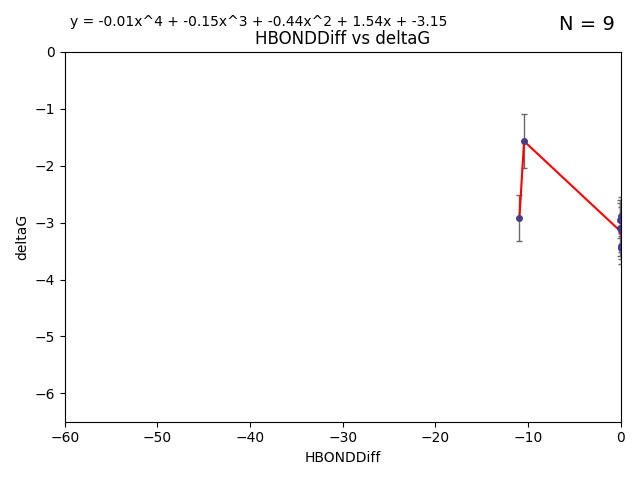 y = -0.01x^4 + -0.15x^3 + -0.44x^2 + 1.54x + -3.15
N = 9
HBONDDiff vs deltaG
0
−1
−2
−3
−4
−5
−6
deltaG
−60 −50 −40 −30 −20 −10 0
HBONDDiff